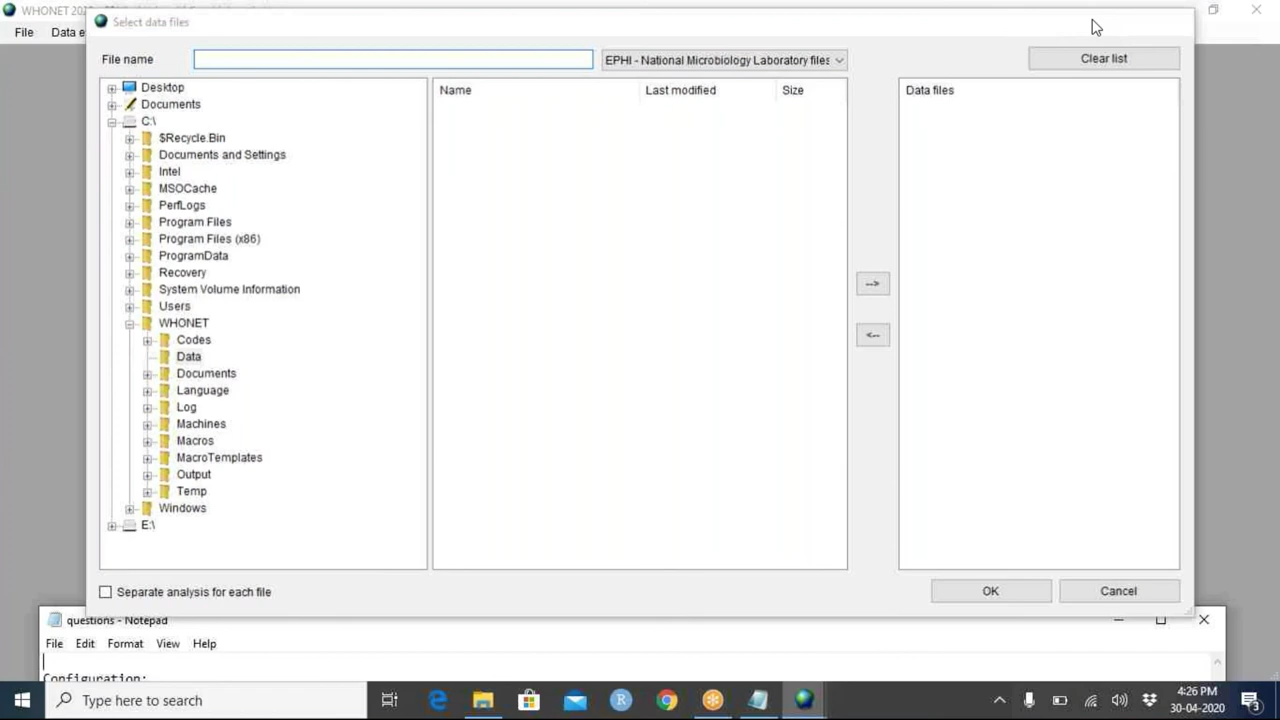 WHONET 20
Select data files
File
Data e
File name
EPHI - National Microbiology Laboratory files
Clear list
Desktop
Documents
C:\
$Recycle.Bin
Documents and Settings
Intel
MSOCache
PerfLogs
Program Files
Program Files (x86)
ProgramData
Recovery
System Volume Information
Users
WHONET
Codes
Data
Documents
Language
Log
Machines
Macros
MacroTemplates
Output
Temp
Windows
E:\
Name Last modified Size
Data files
-->
<--
Separate analysis for each file
OK
Cancel
questions - Notepad
File Edit Format View Help
Configuration:
Type here to search
R
4:26 PM
30-04-2020
3